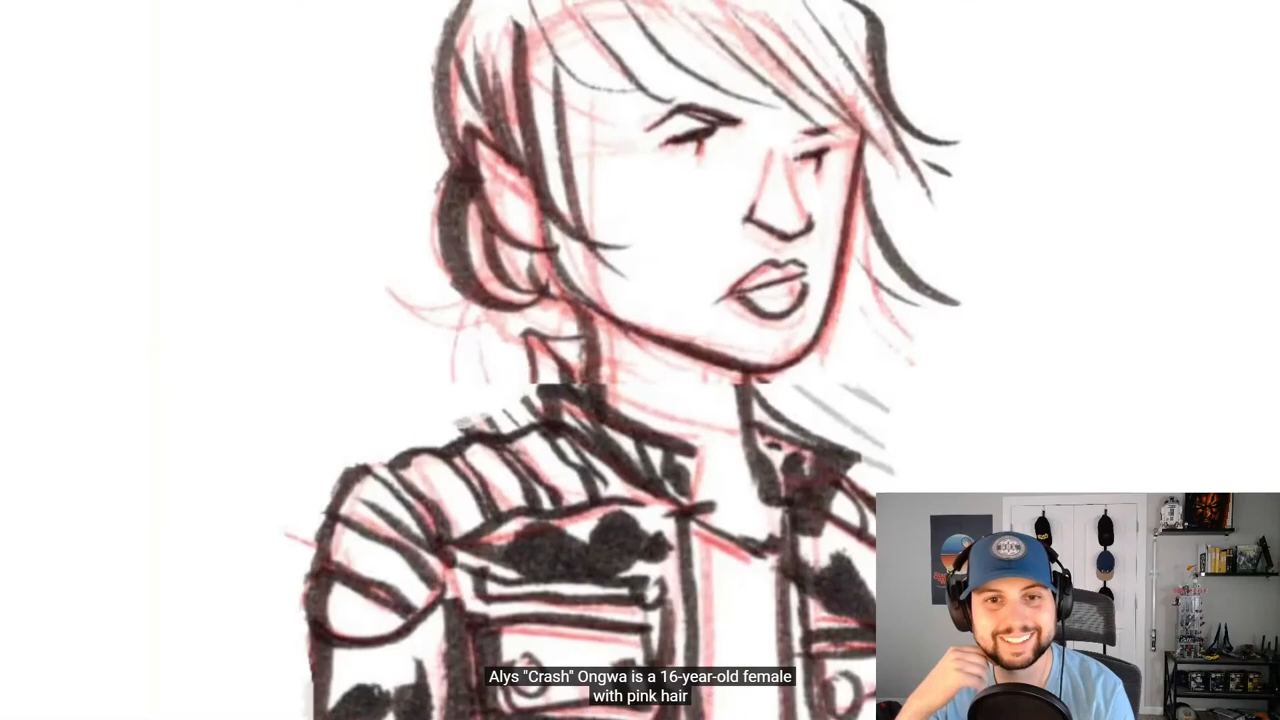 Alys "Crash" Ongwa is a 16-year-old female
with pink hair